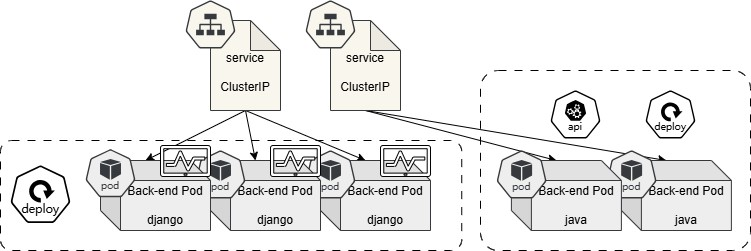 service
ClusterIP
service
ClusterIP
api
deploy
deploy
pod
Back-end Pod
django
pod
Back-end Pod
django
pod
Back-end Pod
django
pod
Back-end Pod
java
pod
Back-end Pod
java